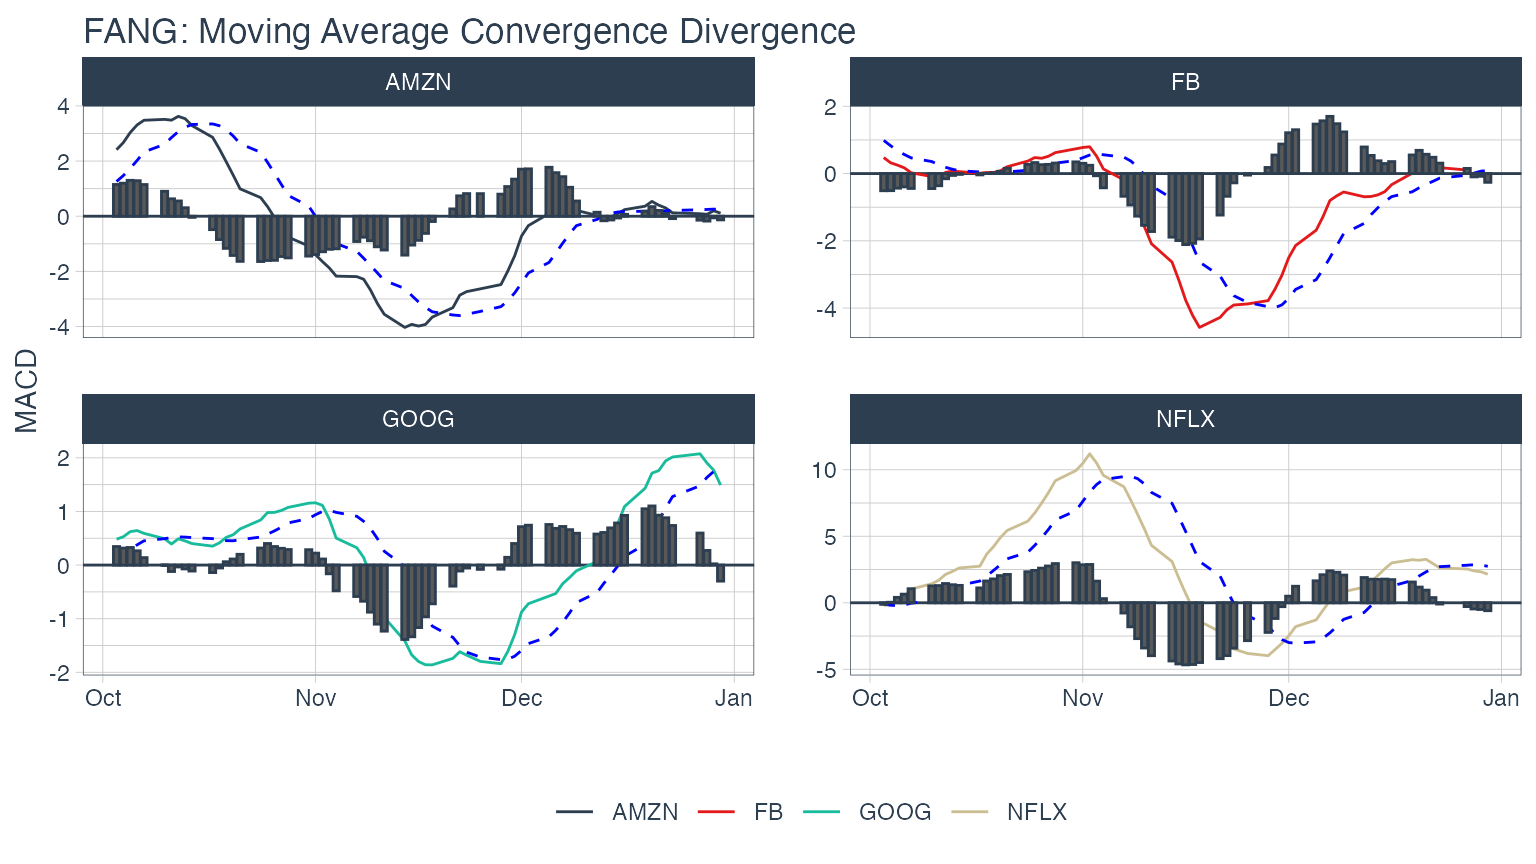 FANG: Moving Average Convergence Divergence
AMZN
FB
4
2
0
-2
-4
2
0
-2
-4
MACD
GOOG
NFLX
2
1
0
-1
-2
10
5
0
-5
Oct Nov Dec Jan
Oct Nov Dec Jan
AMZN FB GOOG NFLX